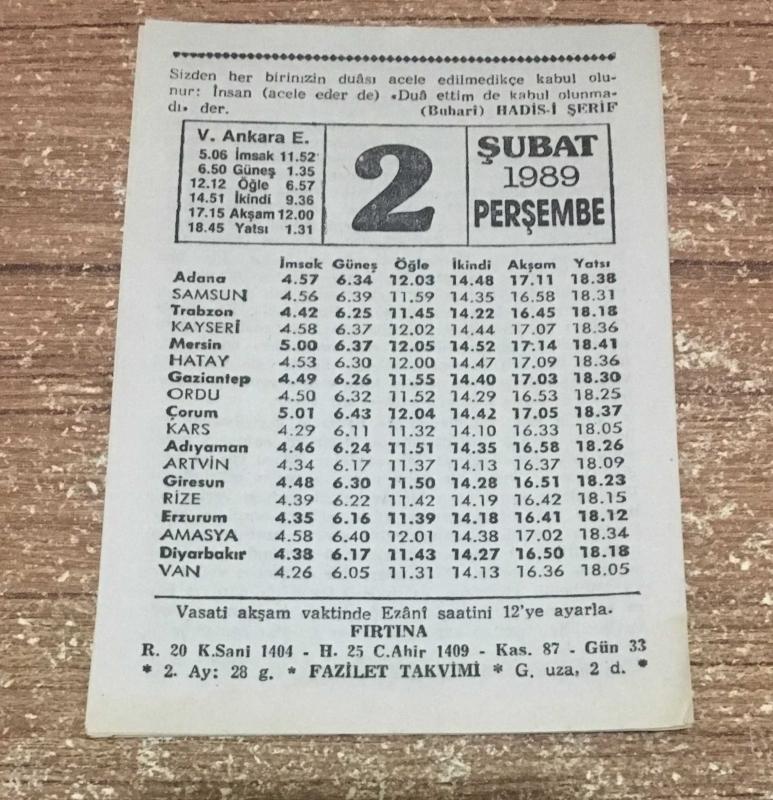 Sizden her birinizin duâsı acele edilmedikçe kabul olu-
nur: İnsan (acele eder de) «Duâ ettim de kabul olunma-
dı» der. (Buhari) HADİS-İ ŞERİF
V. Ankara E.
5.06 İmsak 11.52
6.50 Güneş 1.35
12.12 Öğle 6.57
14.51 İkindi 9.36
17.15 Akşam 12.00
18.45 Yatsı 1.31
2
ŞUBAT
1989
PERŞEMBE
İmsak Güneş Öğle İkindi Akşam Yatsı
Adana 4.57 6.34 12.03 14.48 17.11 18.38
SAMSUN 4.56 6.39 11.59 14.35 16.58 18.31
Trabzon 4.42 6.25 11.45 14.22 16.45 18.18
KAYSERİ 4.58 6.37 12.02 14.44 17.07 18.36
Mersin 5.00 6.37 12.05 14.52 17.14 18.41
HATAY 4.53 6.30 12.00 14.47 17.09 18.36
Gaziantep 4.49 6.26 11.55 14.40 17.03 18.30
ORDU 4.50 6.32 11.52 14.29 16.53 18.25
Çorum 5.01 6.43 12.04 14.42 17.05 18.37
KARS 4.29 6.11 11.32 14.10 16.33 18.05
Adıyaman 4.46 6.24 11.51 14.35 16.58 18.26
ARTVİN 4.34 6.17 11.37 14.13 16.37 18.09
Giresun 4.48 6.30 11.50 14.28 16.51 18.23
RİZE 4.39 6.22 11.42 14.19 16.42 18.15
Erzurum 4.35 6.16 11.39 14.18 16.41 18.12
AMASYA 4.58 6.40 12.01 14.38 17.02 18.34
Diyarbakır 4.38 6.17 11.43 14.27 16.50 18.18
VAN 4.26 6.05 11.31 14.13 16.36 18.05
Vasati akşam vaktinde Ezânî saatini 12'ye ayarla.
FIRTINA
R. 20 K.Sani 1404 - H. 25 C.Ahir 1409 - Kas. 87 - Gün 33
* 2. Ay: 28 g. * FAZİLET TAKVİMİ * G. uza, 2 d. *